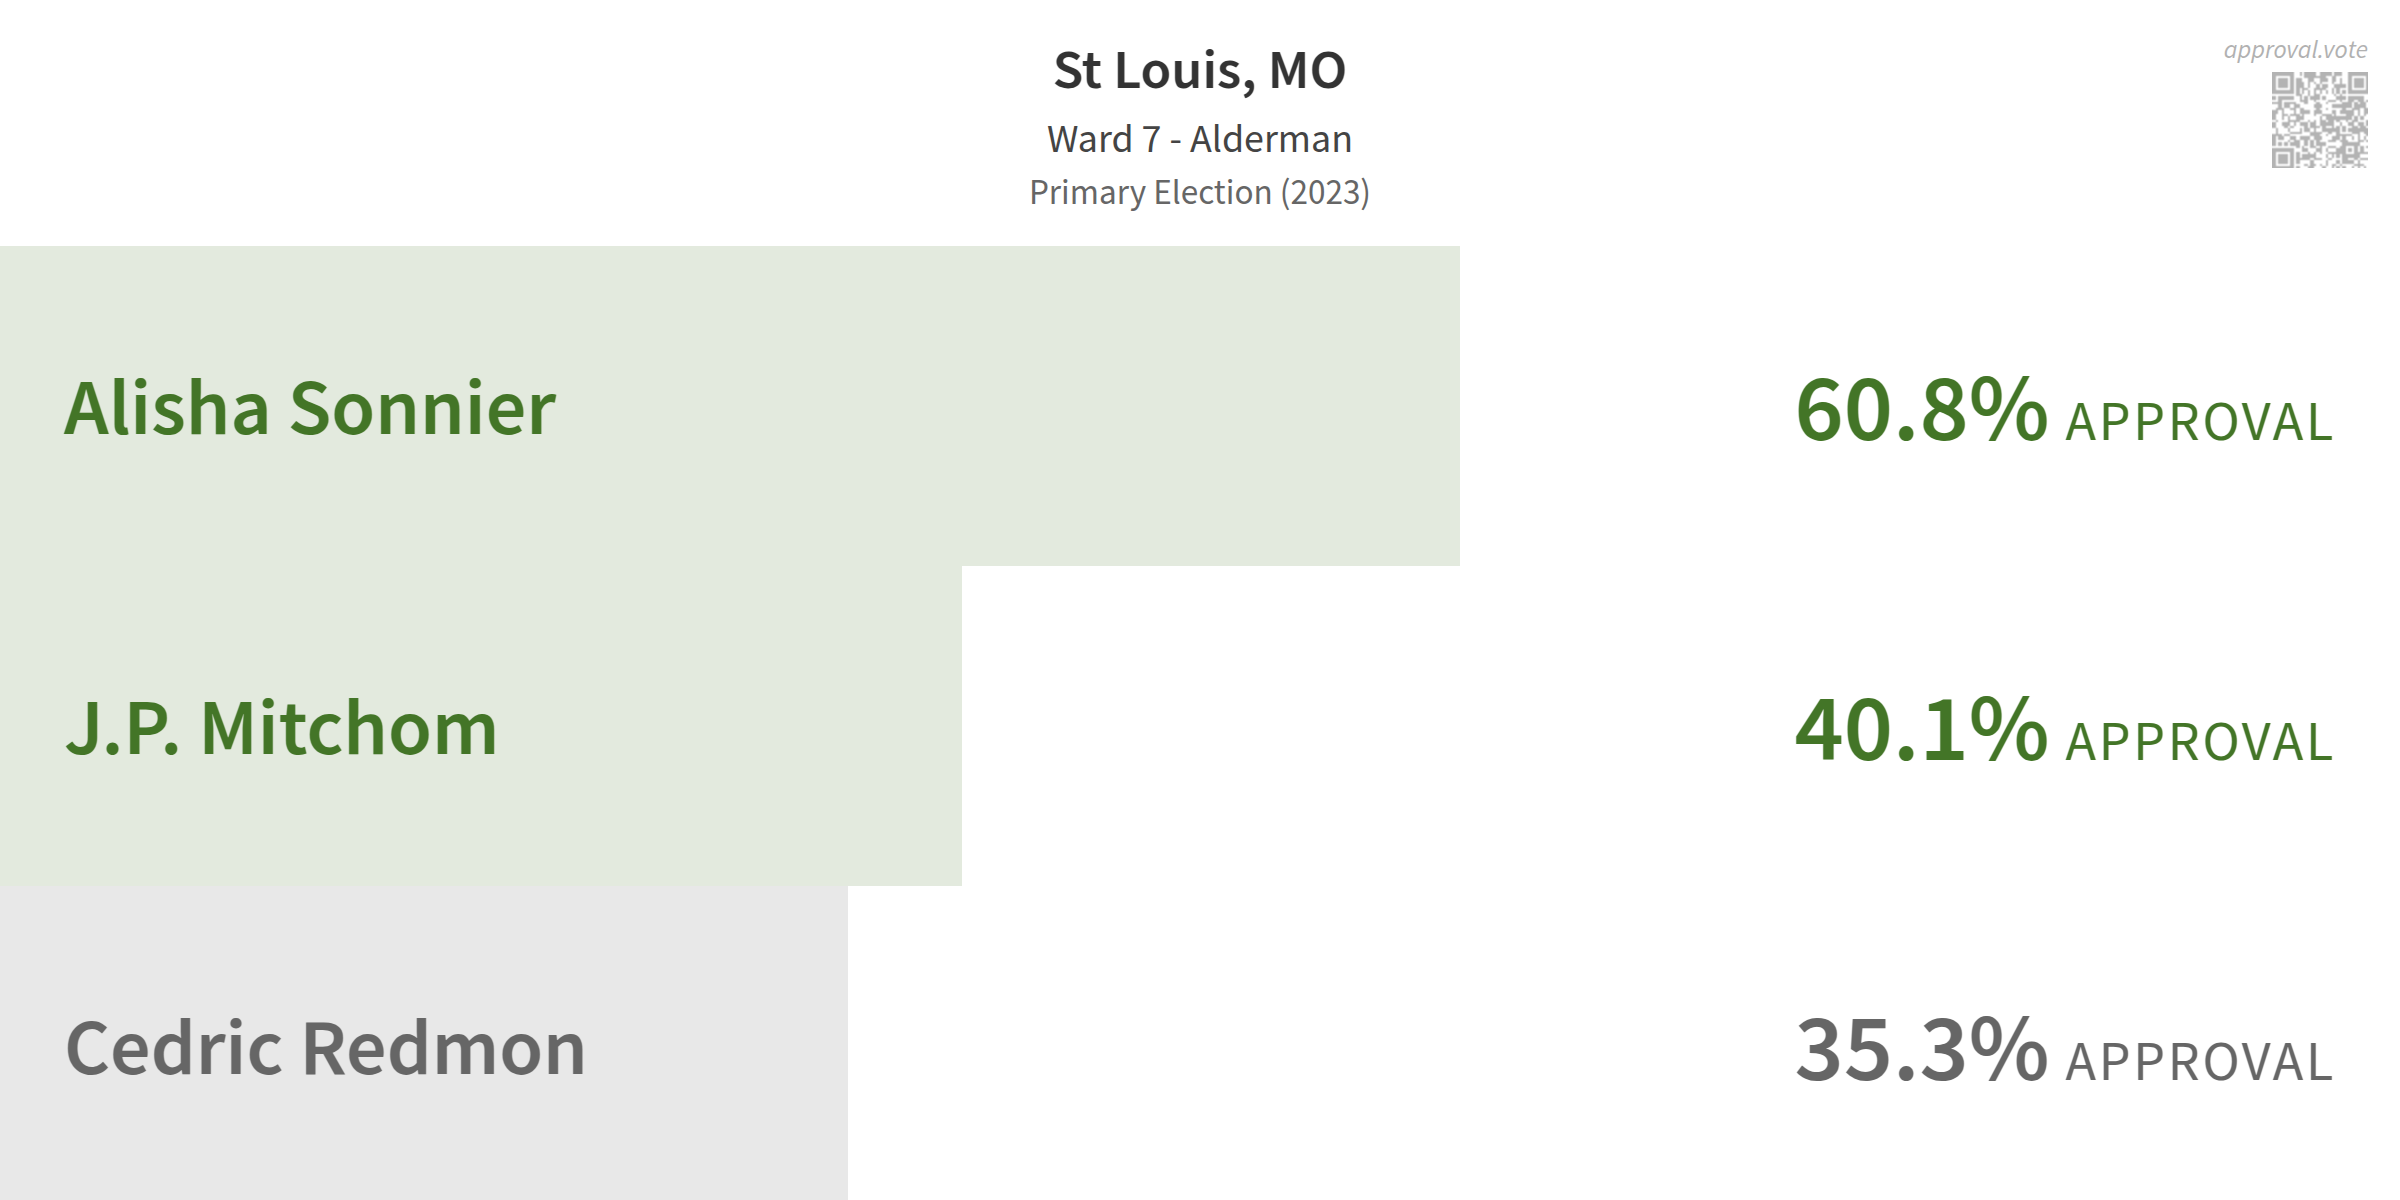 St Louis, MO
Ward 7 - Alderman
Primary Election (2023)
approval.vote
Alisha Sonnier 60.8% APPROVAL
J.P. Mitchom 40.1% APPROVAL
Cedric Redmon 35.3% APPROVAL